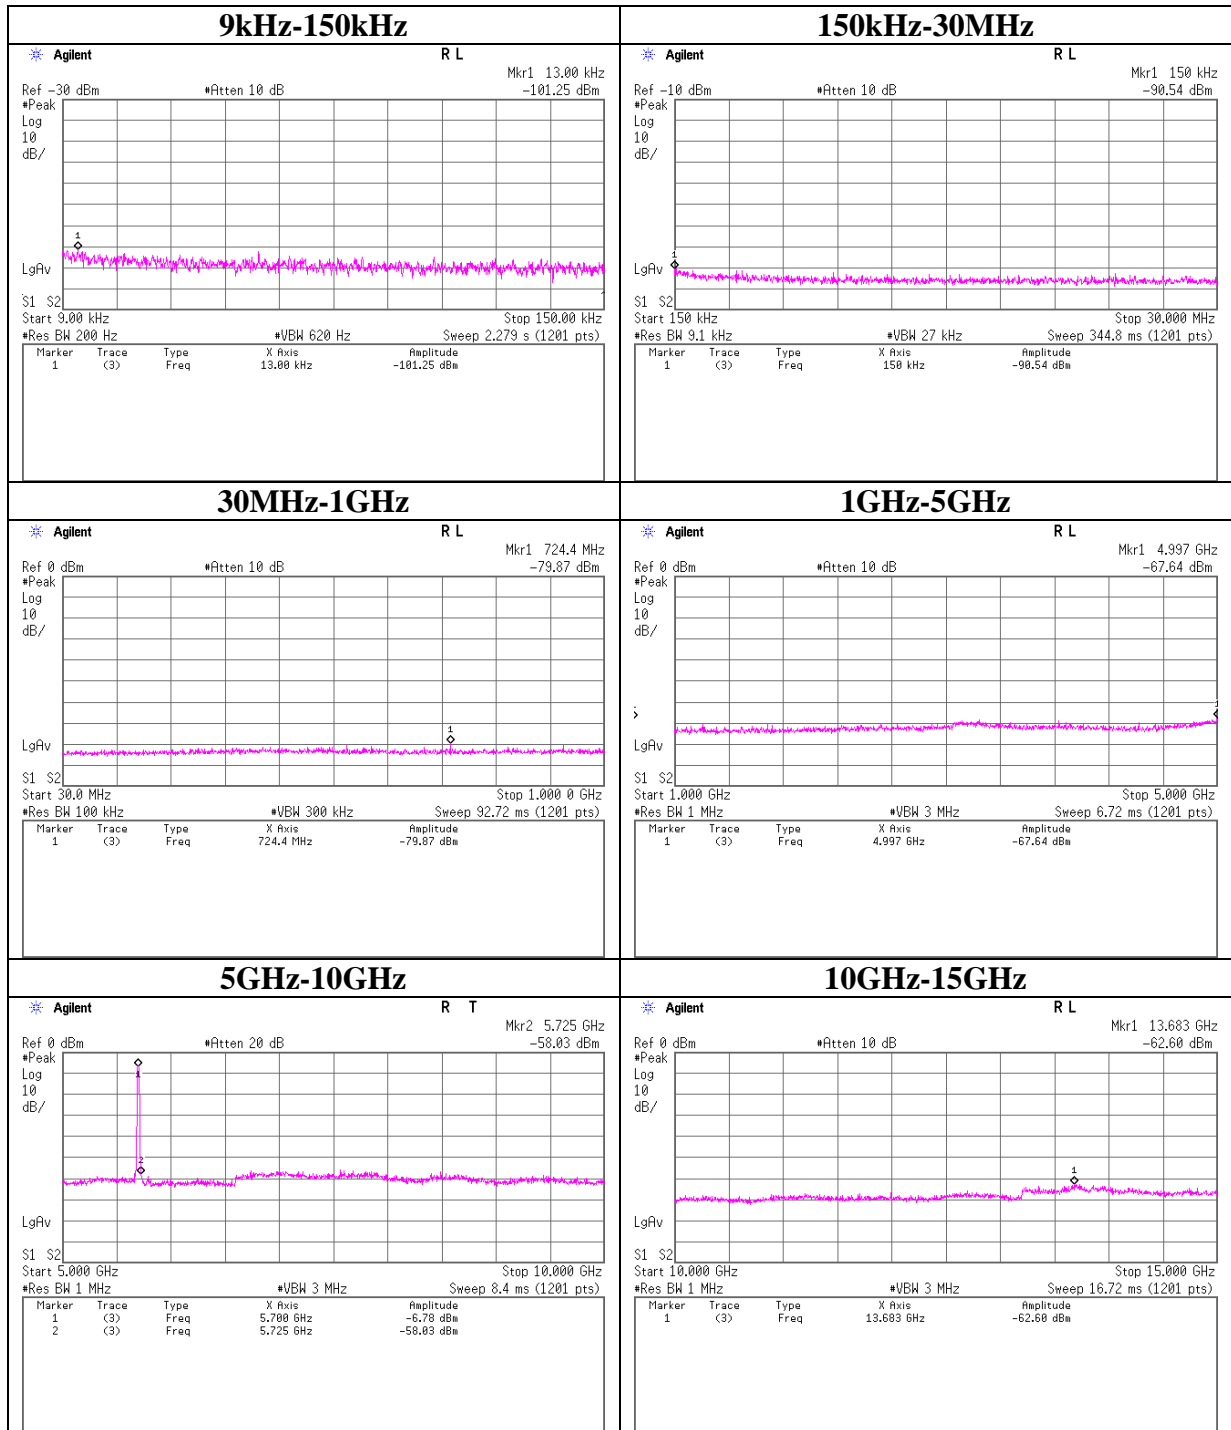 9kHz-150kHz
Agilent R L
Mkr1 13.00 kHz
Ref -30 dBm #Atten 10 dB -101.25 dBm
#Peak
Log
10
dB/
1
LgAv
S1 S2
Start 9.00 kHz Stop 150.00 kHz
#Res BW 200 Hz #VBW 620 Hz Sweep 2.279 s (1201 pts)
Marker Trace Type X Axis Amplitude
1 (3) Freq 13.00 kHz -101.25 dBm
150kHz-30MHz
Agilent R L
Mkr1 150 kHz
Ref -10 dBm #Atten 10 dB -90.54 dBm
#Peak
Log
10
dB/
1
LgAv
S1 S2
Start 150 kHz Stop 30.000 MHz
#Res BW 9.1 kHz #VBW 27 kHz Sweep 344.8 ms (1201 pts)
Marker Trace Type X Axis Amplitude
1 (3) Freq 150 kHz -90.54 dBm
30MHz-1GHz
Agilent R L
Mkr1 724.4 MHz
Ref 0 dBm #Atten 10 dB -79.87 dBm
#Peak
Log
10
dB/
1
LgAv
S1 S2
Start 30.0 MHz Stop 1.000 0 GHz
#Res BW 100 kHz #VBW 300 kHz Sweep 92.72 ms (1201 pts)
Marker Trace Type X Axis Amplitude
1 (3) Freq 724.4 MHz -79.87 dBm
1GHz-5GHz
Agilent R L
Mkr1 4.997 GHz
Ref 0 dBm #Atten 10 dB -67.64 dBm
#Peak
Log
10
dB/
1
LgAv
S1 S2
Start 1.000 GHz Stop 5.000 GHz
#Res BW 1 MHz #VBW 3 MHz Sweep 6.72 ms (1201 pts)
Marker Trace Type X Axis Amplitude
1 (3) Freq 4.997 GHz -67.64 dBm
5GHz-10GHz
Agilent R T
Mkr2 5.725 GHz
Ref 0 dBm #Atten 20 dB -58.03 dBm
#Peak
Log
10
dB/
1
2
LgAv
S1 S2
Start 5.000 GHz Stop 10.000 GHz
#Res BW 1 MHz #VBW 3 MHz Sweep 8.4 ms (1201 pts)
Marker Trace Type X Axis Amplitude
1 (3) Freq 5.700 GHz -6.78 dBm
2 (3) Freq 5.725 GHz -58.03 dBm
10GHz-15GHz
Agilent R L
Mkr1 13.683 GHz
Ref 0 dBm #Atten 10 dB -62.60 dBm
#Peak
Log
10
dB/
1
LgAv
S1 S2
Start 10.000 GHz Stop 15.000 GHz
#Res BW 1 MHz #VBW 3 MHz Sweep 16.72 ms (1201 pts)
Marker Trace Type X Axis Amplitude
1 (3) Freq 13.683 GHz -62.60 dBm